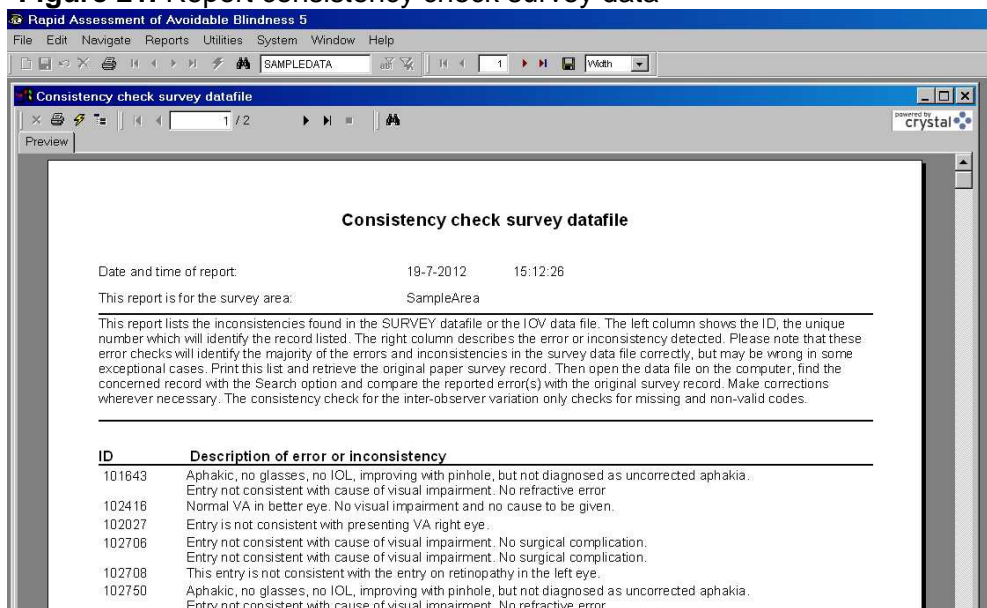 Figure 21: Report consistency check survey data
Rapid Assessment of Avoidable Blindness 5
File Edit Navigate Reports Utilities System Window Help
SAMPLEDATA 1 Width
Consistency check survey datafile
1 / 2
powered by
crystal
Preview
Consistency check survey datafile
Date and time of report: 19-7-2012 15:12:26
This report is for the survey area: SampleArea
This report lists the inconsistencies found in the SURVEY datafile or the IOV data file. The left column shows the ID, the unique
number which will identify the record listed. The right column describes the error or inconsistency detected. Please note that these
error checks will identify the majority of the errors and inconsistencies in the survey data file correctly, but may be wrong in some
exceptional cases. Print this list and retrieve the original paper survey record. Then open the data file on the computer, find the
concerned record with the Search option and compare the reported error(s) with the original survey record. Make corrections
wherever necessary. The consistency check for the inter-observer variation only checks for missing and non-valid codes.
ID Description of error or inconsistency
101643 Aphakic, no glasses, no IOL, improving with pinhole, but not diagnosed as uncorrected aphakia.
Entry not consistent with cause of visual impairment. No refractive error
102416 Normal VA in better eye. No visual impairment and no cause to be given.
102027 Entry is not consistent with presenting VA right eye.
102706 Entry not consistent with cause of visual impairment. No surgical complication.
Entry not consistent with cause of visual impairment. No surgical complication.
102708 This entry is not consistent with the entry on retinopathy in the left eye.
102750 Aphakic, no glasses, no IOL, improving with pinhole, but not diagnosed as uncorrected aphakia.
Entry not consistent with cause of visual impairment. No refractive error